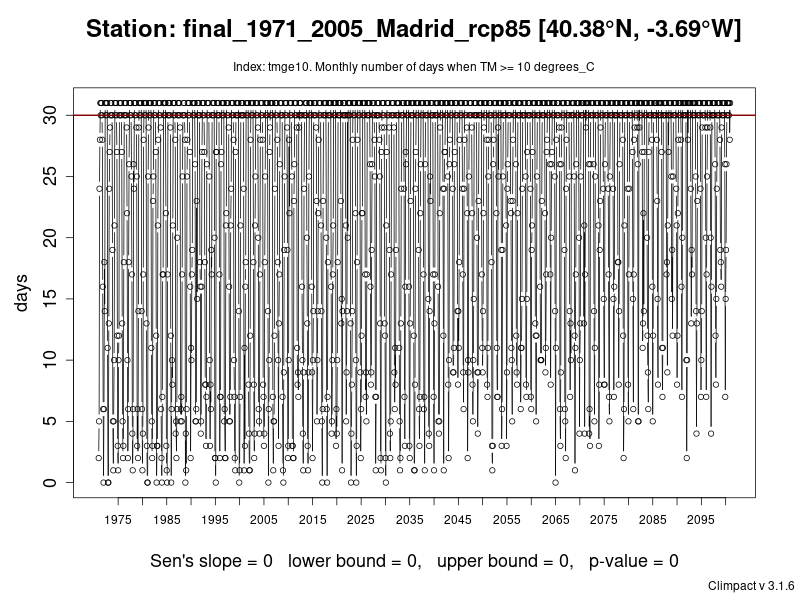 Station: final_1971_2005_Madrid_rcp85 [40.38°N, -3.69°W]
Index: tmge10. Monthly number of days when TM >= 10 degrees_C
days
30
25
20
15
10
5
0
1975 1985 1995 2005 2015 2025 2035 2045 2055 2065 2075 2085 2095
Sen's slope = 0 lower bound = 0, upper bound = 0, p-value = 0
Climpact v 3.1.6